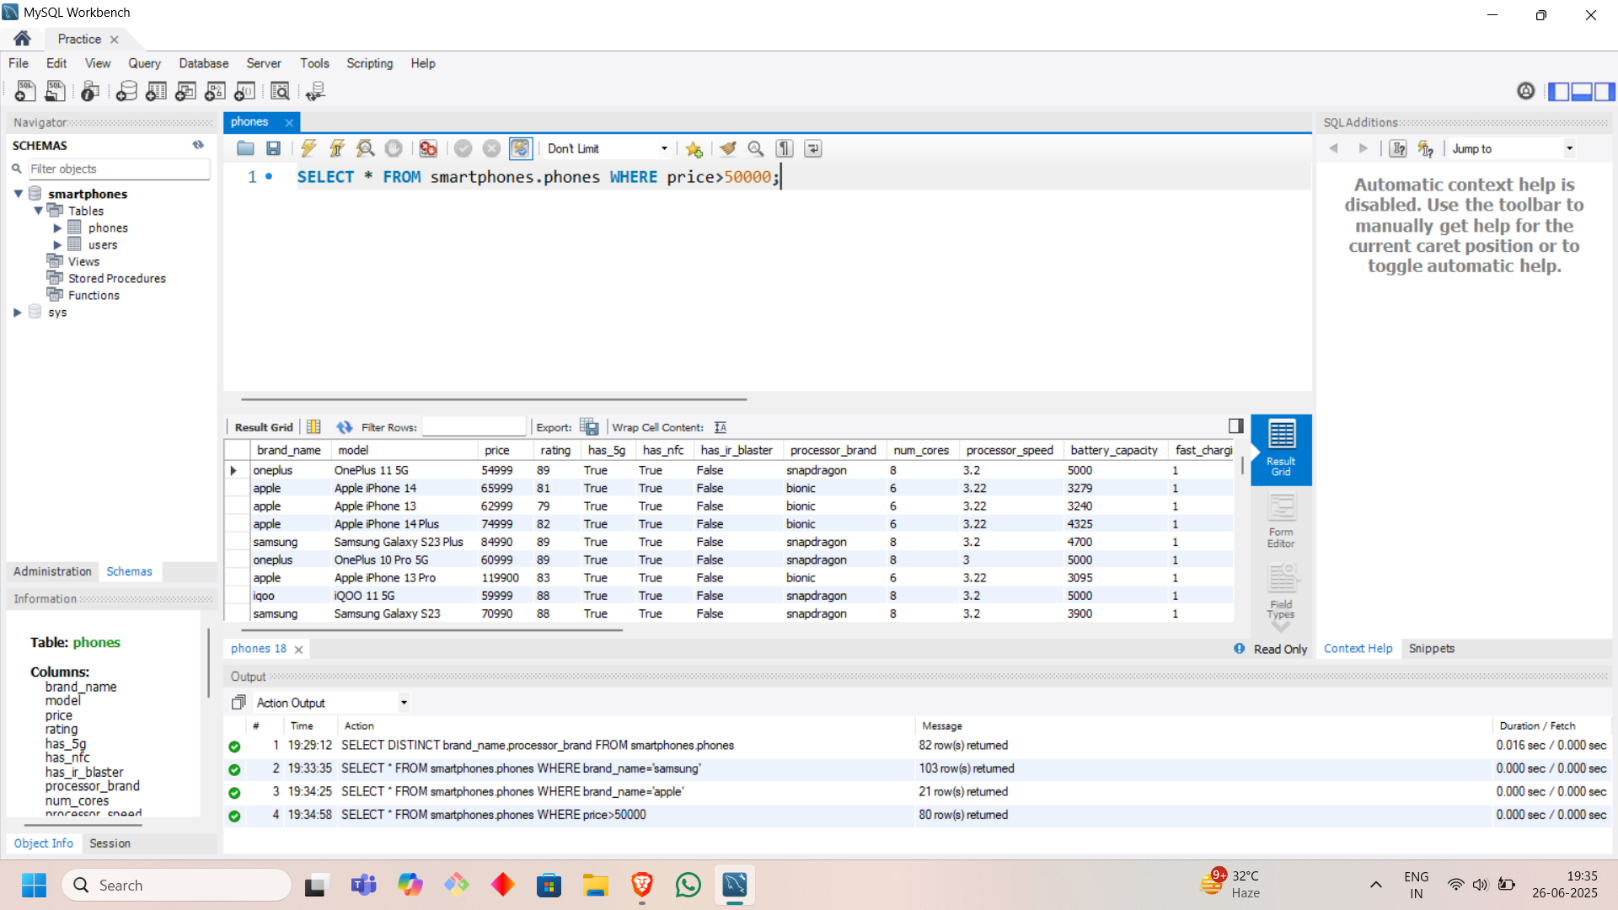 MySQL Workbench
Practice
File Edit View Query Database Server Tools Scripting Help
Navigator
SCHEMAS
Filter objects
smartphones
Tables
phones
users
Views
Stored Procedures
Functions
sys
Administration Schemas
Information
Table: phones
Columns:
brand_name
model
price
rating
has_5g
has_nfc
has_ir_blaster
processor_brand
num_cores
processor_speed
Object Info Session
phones
Don't Limit
1 SELECT * FROM smartphones.phones WHERE price>50000;
Result Grid Filter Rows: Export: Wrap Cell Content:
brand_name model price rating has_5g has_nfc has_ir_blaster processor_brand num_cores processor_speed battery_capacity fast_chargi
oneplus OnePlus 11 5G 54999 89 True True False snapdragon 8 3.2 5000 1
apple Apple iPhone 14 65999 81 True True False bionic 6 3.22 3279 1
apple Apple iPhone 13 62999 79 True True False bionic 6 3.22 3240 1
apple Apple iPhone 14 Plus 74999 82 True True False bionic 6 3.22 4325 1
samsung Samsung Galaxy S23 Plus 84990 89 True True False snapdragon 8 3.2 4700 1
oneplus OnePlus 10 Pro 5G 60999 89 True True False snapdragon 8 3 5000 1
apple Apple iPhone 13 Pro 119900 83 True True False bionic 6 3.22 3095 1
iqoo iQOO 11 5G 59999 88 True True False snapdragon 8 3.2 5000 1
samsung Samsung Galaxy S23 70990 88 True True False snapdragon 8 3.2 3900 1
Result
Grid
Form
Editor
Field
Types
phones 18
Read Only
SQLAdditions
Jump to
Automatic context help is
disabled. Use the toolbar to
manually get help for the
current caret position or to
toggle automatic help.
Context Help Snippets
Output
Action Output
# Time Action Message Duration / Fetch
1 19:29:12 SELECT DISTINCT brand_name,processor_brand FROM smartphones.phones 82 row(s) returned 0.016 sec / 0.000 sec
2 19:33:35 SELECT * FROM smartphones.phones WHERE brand_name='samsung' 103 row(s) returned 0.000 sec / 0.000 sec
3 19:34:25 SELECT * FROM smartphones.phones WHERE brand_name='apple' 21 row(s) returned 0.000 sec / 0.000 sec
4 19:34:58 SELECT * FROM smartphones.phones WHERE price>50000 80 row(s) returned 0.000 sec / 0.000 sec
Search
9+
32°C
Haze
ENG
IN
19:35
26-06-2025